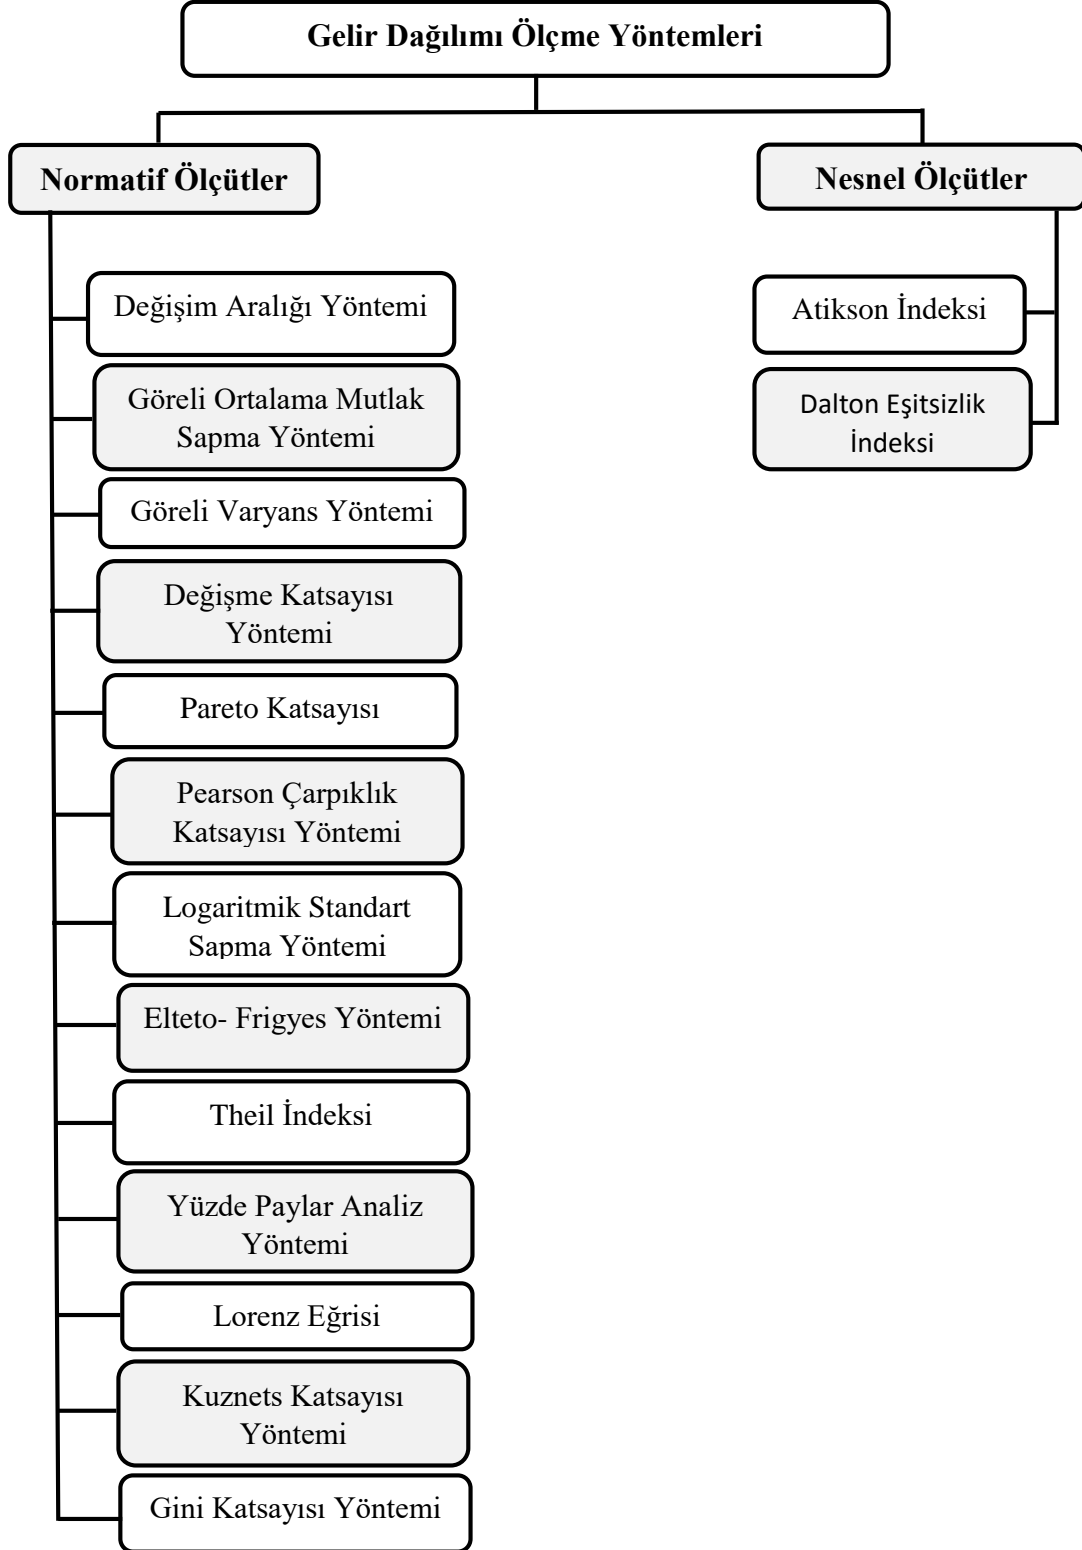 Gelir Dağılımı Ölçme Yöntemleri
Normatif Ölçütler
Nesnel Ölçütler
Değişim Aralığı Yöntemi
Göreli Ortalama Mutlak
Sapma Yöntemi
Göreli Varyans Yöntemi
Değişme Katsayısı
Yöntemi
Pareto Katsayısı
Pearson Çarpıklık
Katsayısı Yöntemi
Logaritmik Standart
Sapma Yöntemi
Elteto- Frigyes Yöntemi
Theil İndeksi
Yüzde Paylar Analiz
Yöntemi
Lorenz Eğrisi
Kuznets Katsayısı
Yöntemi
Gini Katsayısı Yöntemi
Atikson İndeksi
Dalton Eşitsizlik
İndeksi